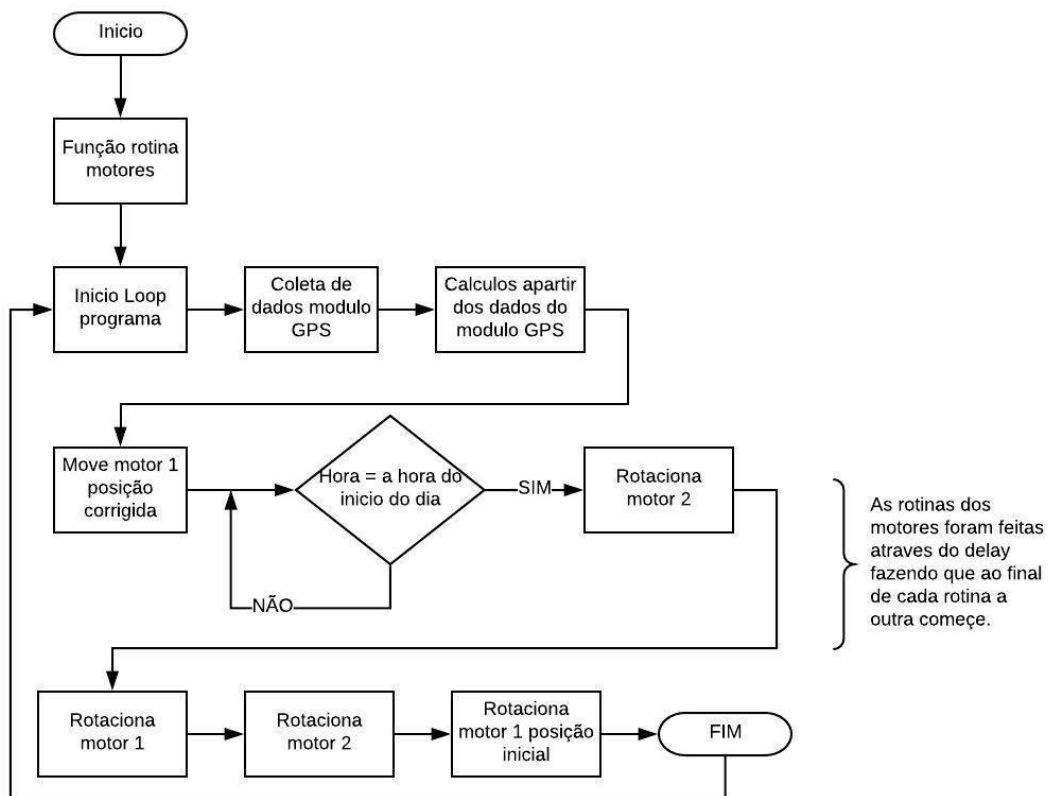 Inicio
Função rotina
motores
Inicio Loop
programa
Coleta de
dados modulo
GPS
Calculos apartir
dos dados do
modulo GPS
Move motor 1
posição
corrigida
Hora = a hora do
inicio do dia
SIM
Rotaciona
motor 2
NÃO
As rotinas dos
motores foram feitas
atraves do delay
fazendo que ao final
de cada rotina a
outra começe.
Rotaciona
motor 1
Rotaciona
motor 2
Rotaciona
motor 1 posição
inicial
FIM